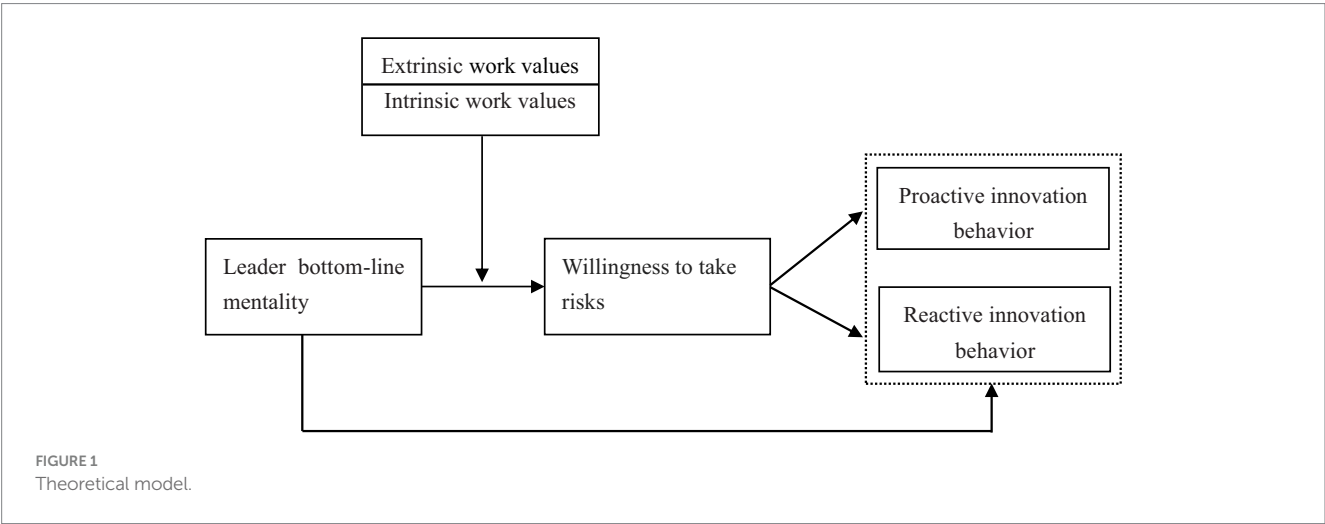 Extrinsic work values
Intrinsic work values
Proactive innovation
behavior
Leader bottom-line
mentality
Willingness to take
risks
Reactive innovation
behavior
FIGURE 1
Theoretical model.